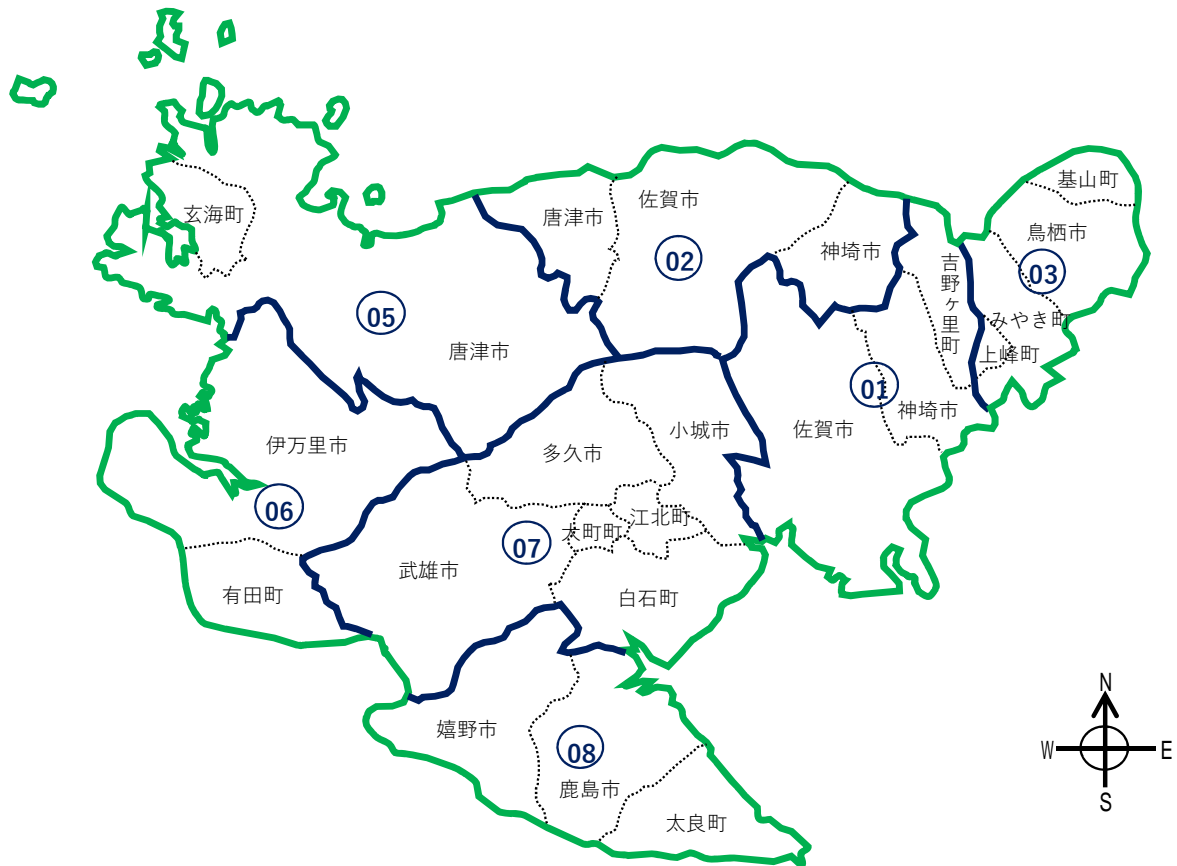 基山町
佐賀市
唐津市
玄海町
鳥栖市
神埼市
02
吉野ヶ里町
03
05
みやき町
唐津市
上峰町
01
神埼市
小城市
佐賀市
伊万里市
多久市
06
江北町
大町町
07
武雄市
有田町
白石町
N
嬉野市
08
W
E
鹿島市
S
太良町